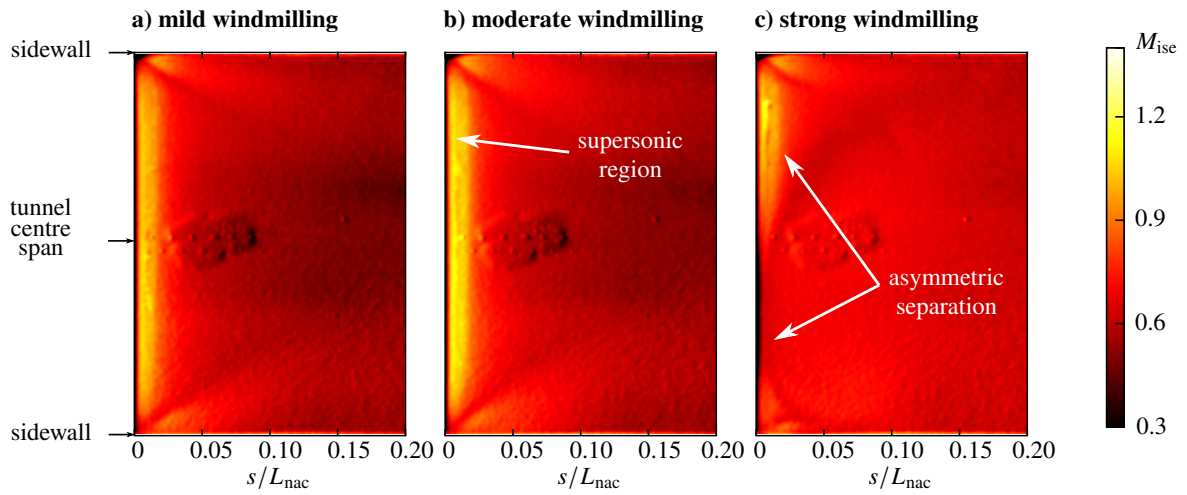 a) mild windmilling
b) moderate windmilling
c) strong windmilling
sidewall
tunnel
centre
span
sidewall
supersonic
region
asymmetric
separation
M_ise
1.2
0.9
0.6
0.3
0 0.05 0.10 0.15 0.20
0 0.05 0.10 0.15 0.20
0 0.05 0.10 0.15 0.20
s/L_nac
s/L_nac
s/L_nac